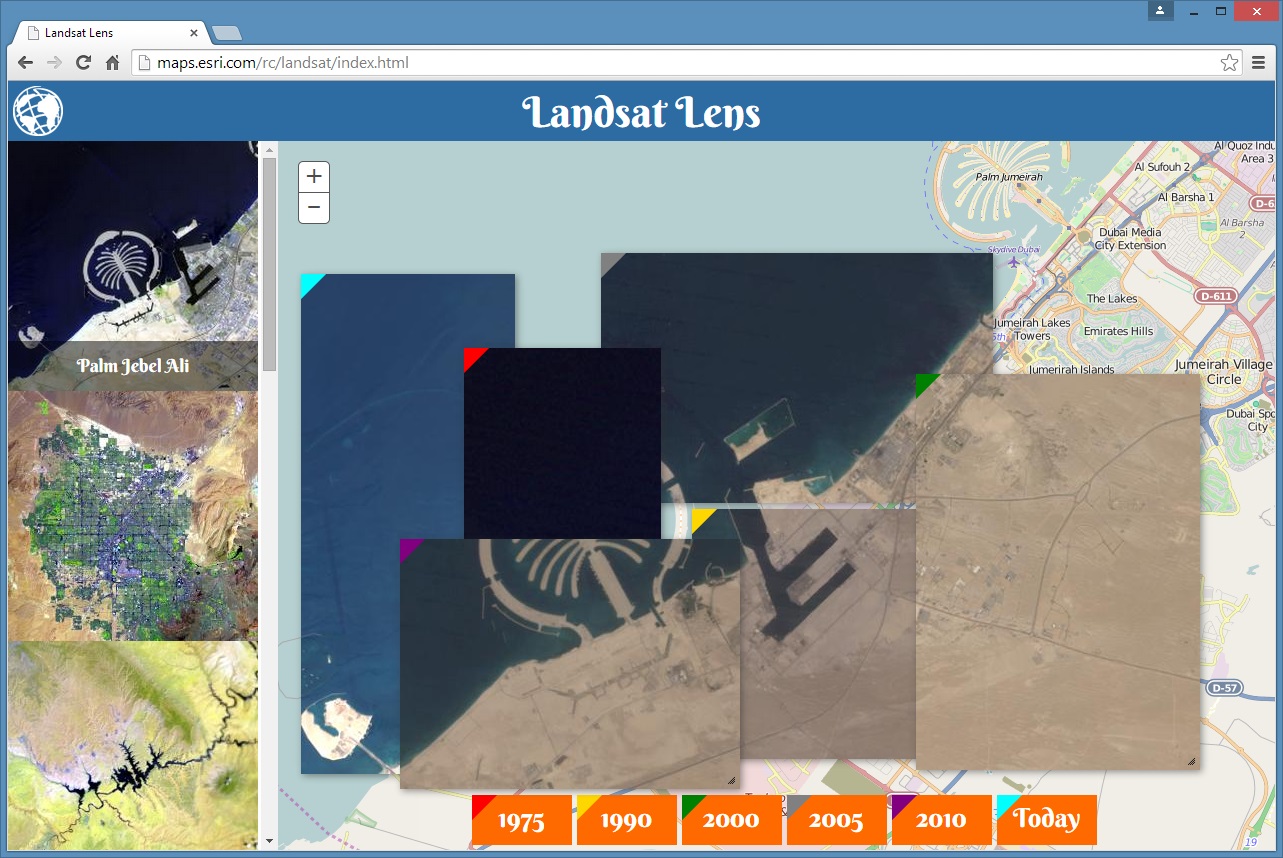 Landsat Lens
maps.esri.com/rc/landsat/index.html
Landsat Lens
Palm Jebel Ali
+
−
Palm Jumeirah
Al Sufouh 2
Al Quoz Indu
Area 3
Al Barsha 1
D-6
Al Barsha
2
Dubai Media
City Extension
Skydive Dubai
D-611
The Lakes
Jumeirah Lakes
Towers
Emirates Hills
Jumeirah Village
Circle
Jumerirah Islands
Dubai Spo
City
D-57
19
1975
1990
2000
2005
2010
Today